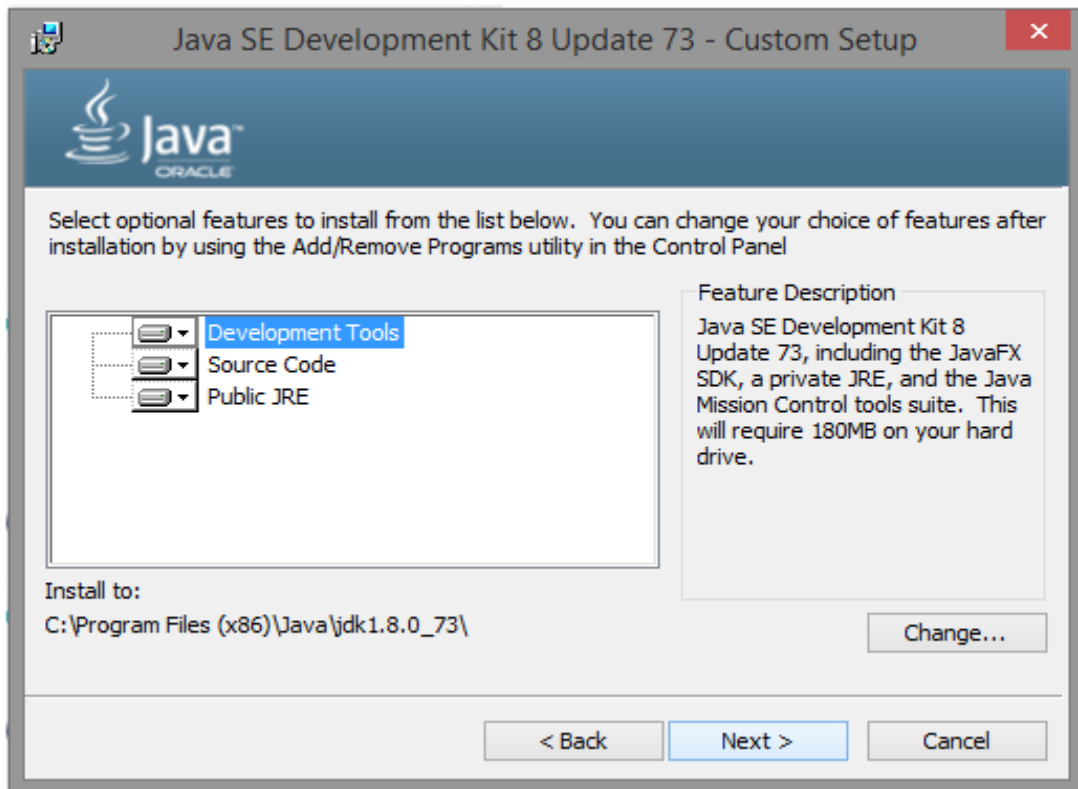 Java SE Development Kit 8 Update 73 - Custom Setup
Java™
ORACLE
Select optional features to install from the list below.  You can change your choice of features after
installation by using the Add/Remove Programs utility in the Control Panel
Development Tools
Source Code
Public JRE
Feature Description
Java SE Development Kit 8
Update 73, including the JavaFX
SDK, a private JRE, and the Java
Mission Control tools suite.  This
will require 180MB on your hard
drive.
Install to:
C:\Program Files (x86)\Java\jdk1.8.0_73\
Change...
< Back
Next >
Cancel